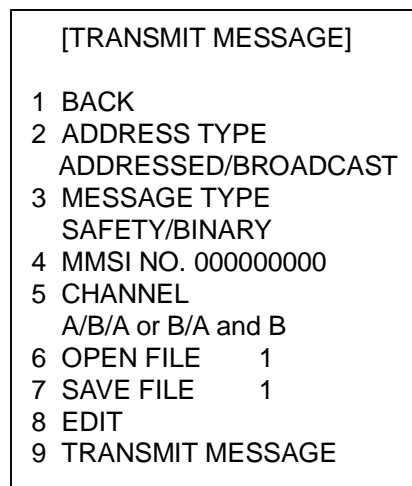 [TRANSMIT MESSAGE]
1 BACK
2 ADDRESS TYPE
ADDRESSED/BROADCAST
3 MESSAGE TYPE
SAFETY/BINARY
4 MMSI NO. 000000000
5 CHANNEL
A/B/A or B/A and B
6 OPEN FILE 1
7 SAVE FILE 1
8 EDIT
9 TRANSMIT MESSAGE